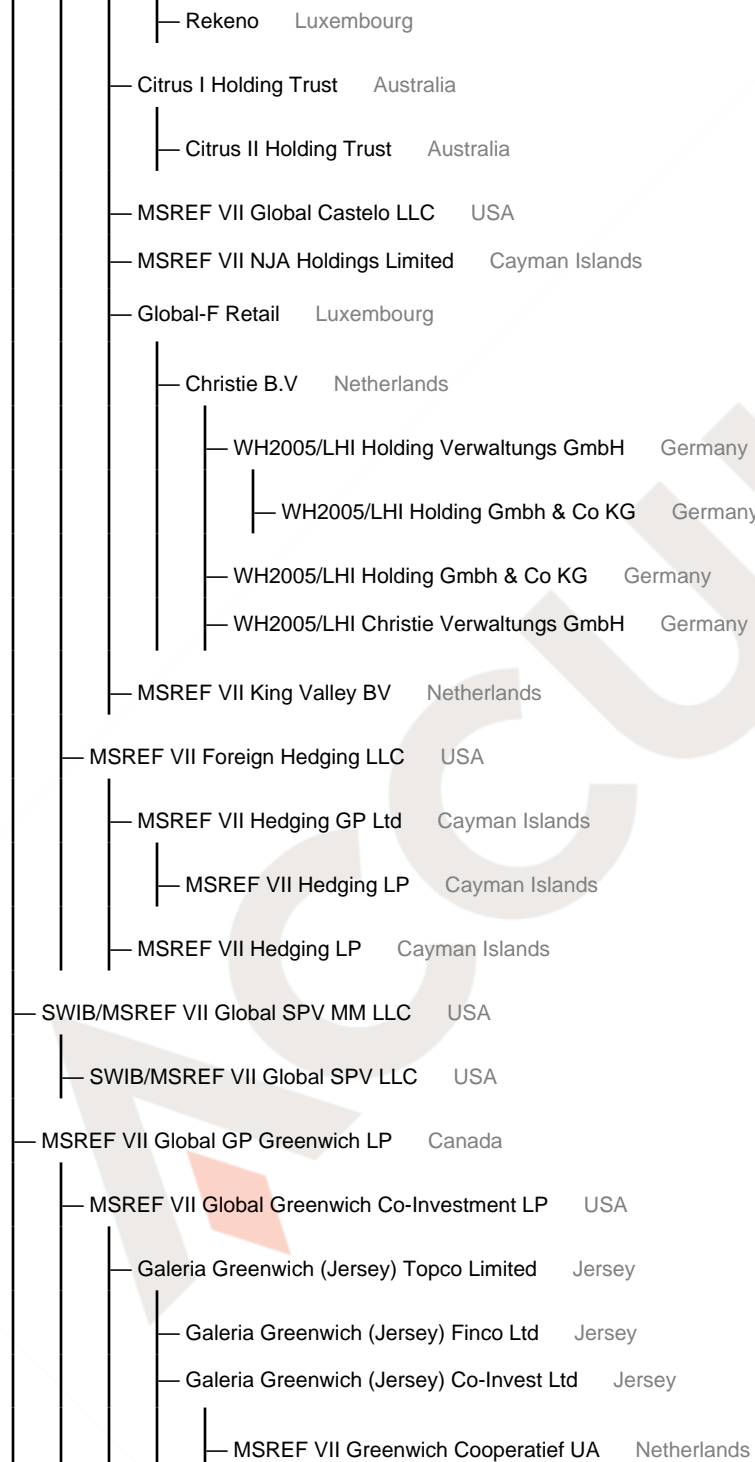 Rekeno Luxembourg
Citrus I Holding Trust Australia
Citrus II Holding Trust Australia
MSREF VII Global Castelo LLC USA
MSREF VII NJA Holdings Limited Cayman Islands
Global-F Retail Luxembourg
Christie B.V Netherlands
WH2005/LHI Holding Verwaltungs GmbH Germany
WH2005/LHI Holding Gmbh & Co KG Germany
WH2005/LHI Holding Gmbh & Co KG Germany
WH2005/LHI Christie Verwaltungs GmbH Germany
MSREF VII King Valley BV Netherlands
MSREF VII Foreign Hedging LLC USA
MSREF VII Hedging GP Ltd Cayman Islands
MSREF VII Hedging LP Cayman Islands
MSREF VII Hedging LP Cayman Islands
SWIB/MSREF VII Global SPV MM LLC USA
SWIB/MSREF VII Global SPV LLC USA
MSREF VII Global GP Greenwich LP Canada
MSREF VII Global Greenwich Co-Investment LP USA
Galeria Greenwich (Jersey) Topco Limited Jersey
Galeria Greenwich (Jersey) Finco Ltd Jersey
Galeria Greenwich (Jersey) Co-Invest Ltd Jersey
MSREF VII Greenwich Cooperatief UA Netherlands